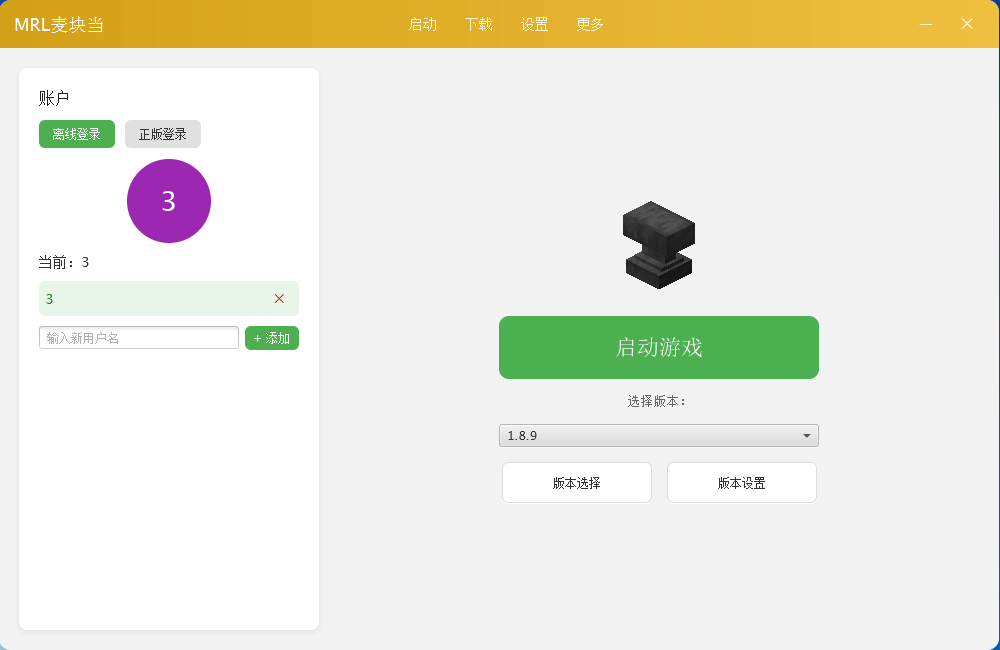 MRL麦块当
启动 下载 设置 更多
账户
离线登录 正版登录
3
当前：3
3
输入新用户名 + 添加
启动游戏
选择版本：
1.8.9
版本选择 版本设置